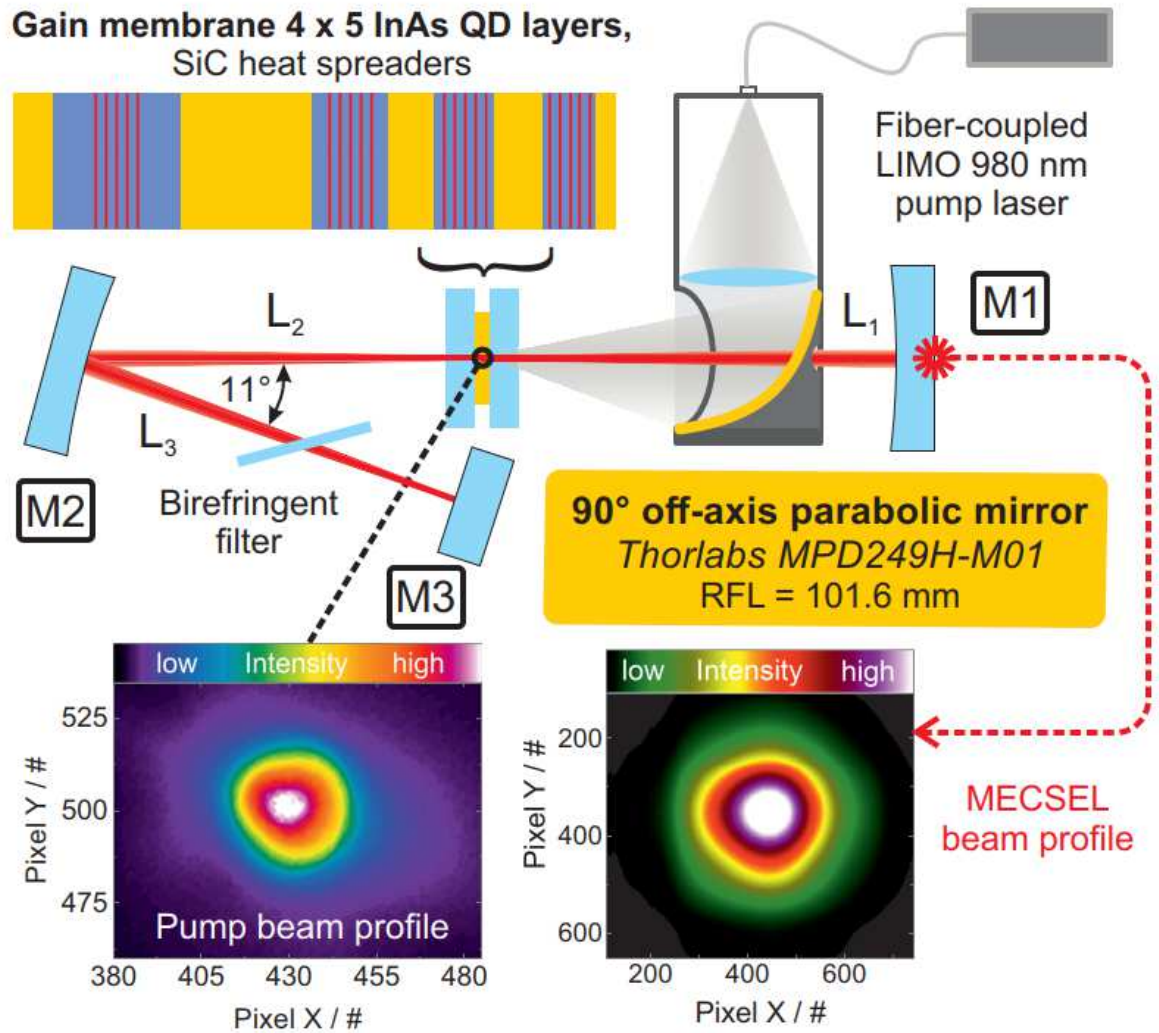 Gain membrane 4 x 5 InAs QD layers,
SiC heat spreaders
Fiber-coupled
LIMO 980 nm
pump laser
M1
L₁
L₂
11°
L₃
M2
Birefringent
filter
M3
90° off-axis parabolic mirror
Thorlabs MPD249H-M01
RFL = 101.6 mm
low Intensity high
525
500
475
Pixel Y / #
Pump beam profile
380 405 430 455 480
Pixel X / #
low Intensity high
200
400
600
Pixel Y / #
200 400 600
Pixel X / #
MECSEL
beam profile